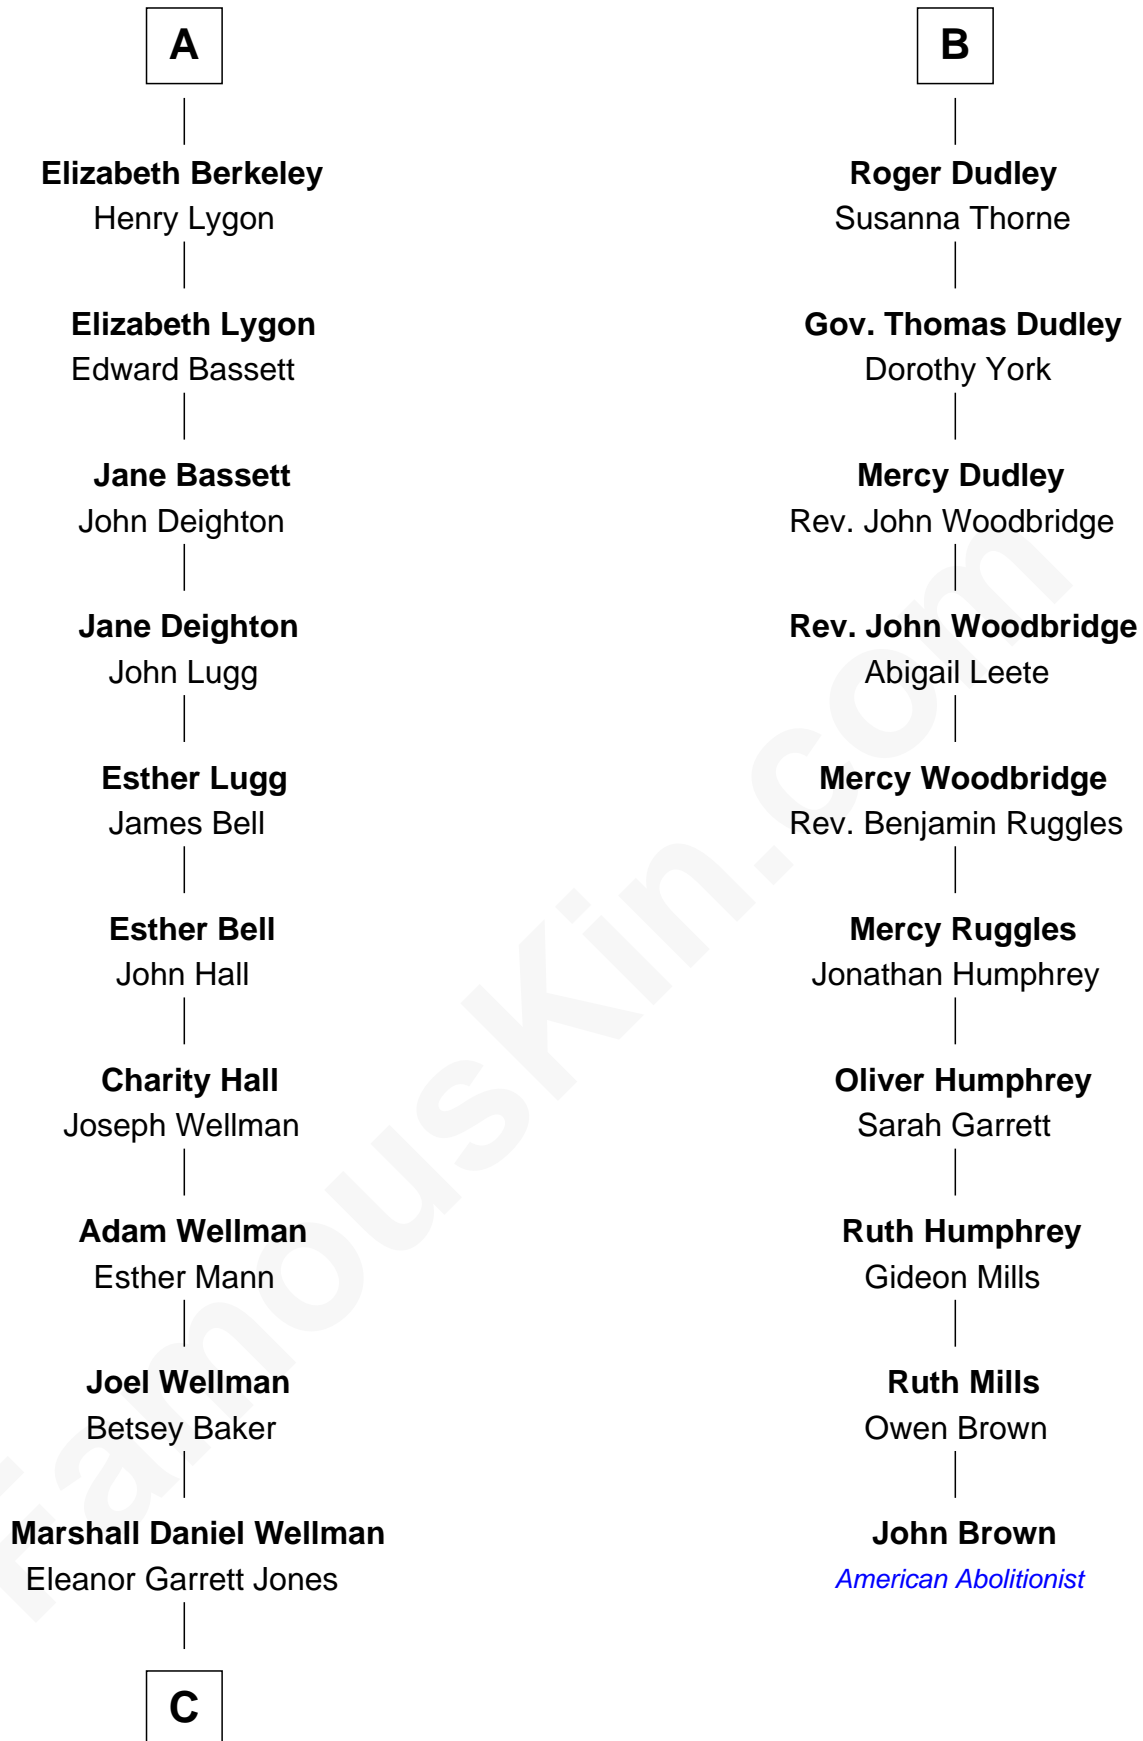 A
Elizabeth Berkeley
Henry Lygon
Elizabeth Lygon
Edward Bassett
Jane Bassett
John Deighton
Jane Deighton
John Lugg
Esther Lugg
James Bell
Esther Bell
John Hall
Charity Hall
Joseph Wellman
Adam Wellman
Esther Mann
Joel Wellman
Betsey Baker
Marshall Daniel Wellman
Eleanor Garrett Jones
C
B
Roger Dudley
Susanna Thorne
Gov. Thomas Dudley
Dorothy York
Mercy Dudley
Rev. John Woodbridge
Rev. John Woodbridge
Abigail Leete
Mercy Woodbridge
Rev. Benjamin Ruggles
Mercy Ruggles
Jonathan Humphrey
Oliver Humphrey
Sarah Garrett
Ruth Humphrey
Gideon Mills
Ruth Mills
Owen Brown
John Brown
American Abolitionist
FamousKin.com